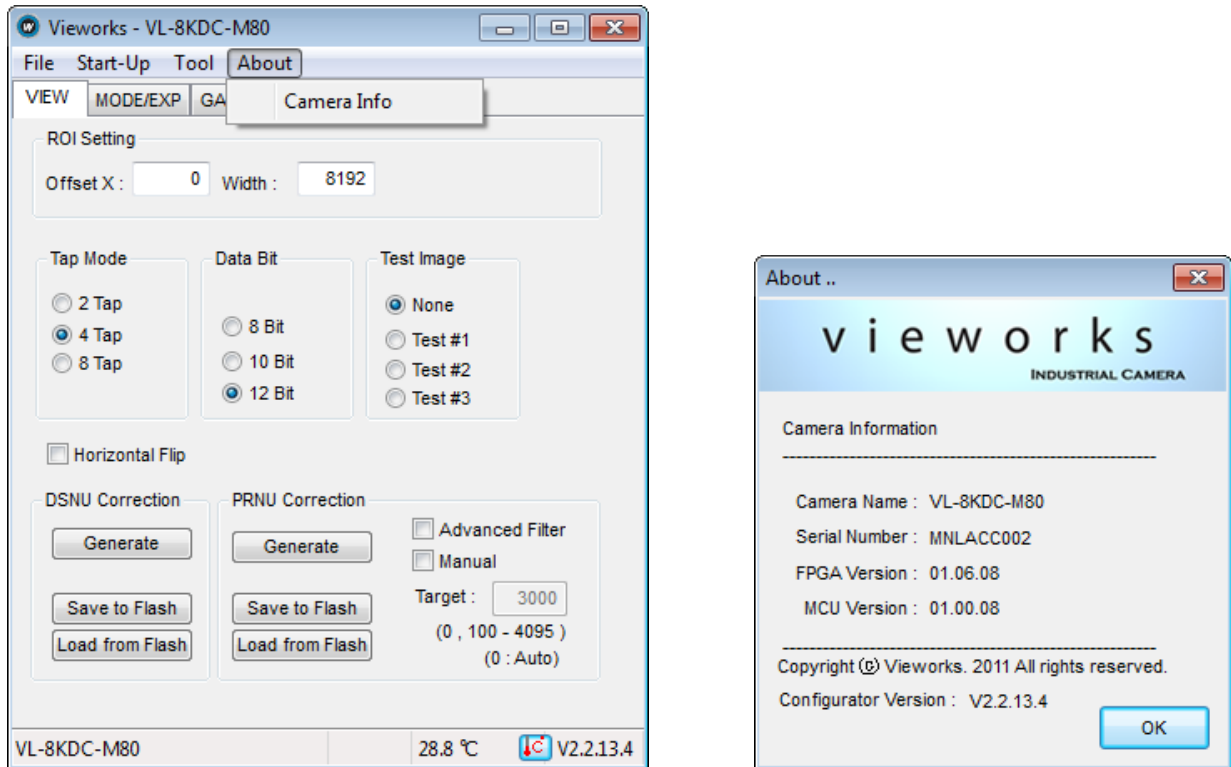 Vieworks - VL-8KDC-M80
File Start-Up Tool About
VIEW MODE/EXP GA
Camera Info
ROI Setting
Offset X : 0 Width : 8192
Tap Mode
2 Tap
4 Tap
8 Tap
Data Bit
8 Bit
10 Bit
12 Bit
Test Image
None
Test #1
Test #2
Test #3
Horizontal Flip
DSNU Correction
Generate
Save to Flash
Load from Flash
PRNU Correction
Generate
Save to Flash
Load from Flash
Advanced Filter
Manual
Target : 3000
(0 , 100 - 4095 )
(0 : Auto)
VL-8KDC-M80 28.8 ℃ V2.2.13.4
About ..
vieworks
INDUSTRIAL CAMERA
Camera Information
--------------------------------------------------------
Camera Name : VL-8KDC-M80
Serial Number : MNLACC002
FPGA Version : 01.06.08
MCU Version : 01.00.08
--------------------------------------------------------
Copyright ⓒ Vieworks. 2011 All rights reserved.
Configurator Version : V2.2.13.4
OK